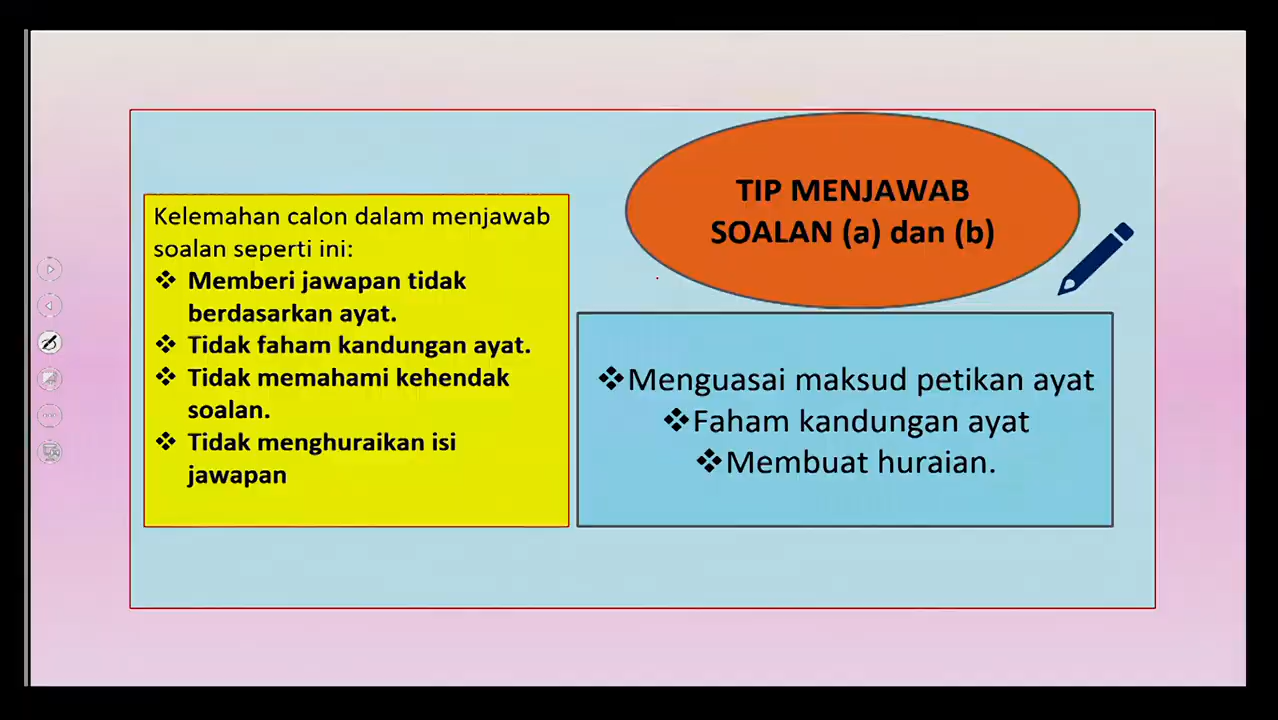 TIP MENJAWAB
SOALAN (a) dan (b)
Kelemahan calon dalam menjawab
soalan seperti ini:
❖ Memberi jawapan tidak
berdasarkan ayat.
❖ Tidak faham kandungan ayat.
❖ Tidak memahami kehendak
soalan.
❖ Tidak menghuraikan isi
jawapan
❖Menguasai maksud petikan ayat
❖Faham kandungan ayat
❖Membuat huraian.